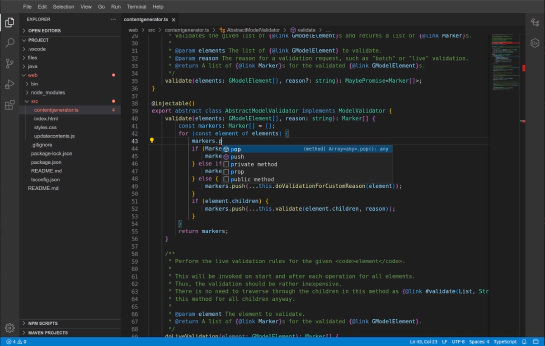 File Edit Selection View Go Run Terminal Help
EXPLORER ...
OPEN EDITORS
PROJECT
.vscode
files
java
web
bin
node_modules
src
contentgenerator.ts
index.html
styles.css
updatecontents.js
.gitignore
package-lock.json
package.json
README.md
tsconfig.json
README.md
NPM SCRIPTS
MAVEN PROJECTS
contentgenerator.ts ×
web > src > contentgenerator.ts > AbstractModelValidator > validate > ...
29 * Validates the given list of {@link GModelElement}s and returns a list of {@link Marker}s.
30 *
31 * @param elements The list of {@link GModelElement} to validate.
32 * @param reason The reason for a validation request, such as "batch" or "live" validation.
33 * @return A list of {@link Marker}s for the validated {@link GModelElement}s.
34 */
35 validate(elements: GModelElement[], reason?: string): MaybePromise<Marker[]>;
36 }
37
38 @injectable()
39 export abstract class AbstractModelValidator implements ModelValidator {
40 validate(elements: GModelElement[], reason: string): Marker[] {
41 const markers: Marker[] = [];
42 for (const element of elements) {
43 markers.p
44 if (Marke
45 marke
46 } else if
47 marke
48 } else {
49 markers.push(...this.doValidationForCustomReason(element));
50 }
51 if (element.children) {
52 markers.push(...this.validate(element.children, reason));
53 }
54 }
55 return markers;
56 }
57
58 /**
59 * Perform the live validation rules for the given <code>element</code>.
60 *
61 * This will be invoked on start and after each operation for all elements.
62 * Thus, the validation should be rather inexpensive.
63 * There is no need to traverse through the children in this method as {@link #validate(List, Str
64 * this method for all children anyway.
65 *
66 * @param element The element to validate.
67 * @return A list of {@link Marker}s for the validated {@link GModelElement}.
68 */
69 doLiveValidation(element: GModelElement): Marker[] {
pop (method) Array<any>.pop(): any
push
private method
prop
public method
4 0
Ln 43, Col 23 LF UTF-8 Spaces: 4 TypeScript